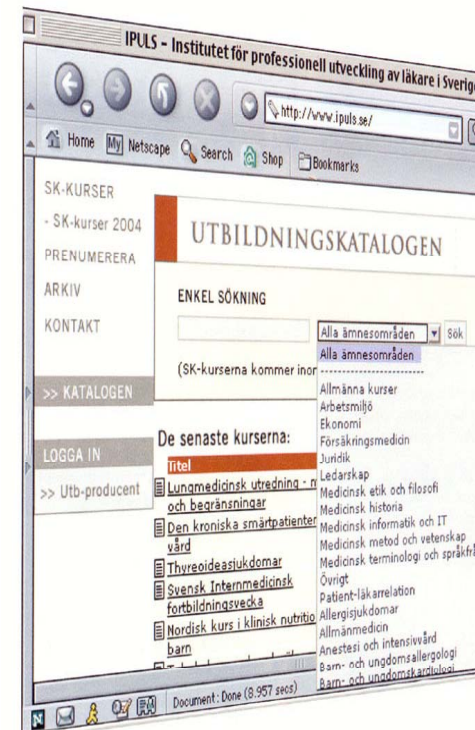 IPULS - Institutet för professionell utveckling av läkare i Sverige
http://www.ipuls.se/
Home My Netscape Search Shop Bookmarks
SK-KURSER
- SK-kurser 2004
PRENUMERERA
ARKIV
KONTAKT
>> KATALOGEN
LOGGA IN
>> Utb-producent
UTBILDNINGSKATALOGEN
ENKEL SÖKNING
Alla ämnesområden Sök
(SK-kurserna kommer
De senaste kurserna:
Titel
Lungmedicinsk utredning -
och begränsningar
Den kroniska smärtpatienten
vård
Thyreoideasjukdomar
Svensk Internmedicinsk
fortbildningsvecka
Nordisk kurs i klinisk
barn
Alla ämnesområden
-------------------------
Allmänna kurser
Arbetsmiljö
Ekonomi
Försäkringsmedicin
Juridik
Ledarskap
Medicinsk etik och filosofi
Medicinsk historia
Medicinsk informatik och IT
Medicinsk metod och vetenskap
Medicinsk terminologi och
Övrigt
Patient-läkarrelation
Allergisjukdomar
Allmänmedicin
Anestesi och intensivvård
Barn- och ungdomsallergologi
Barn- och ungdomskardiologi
Document: Done (8.957 secs)